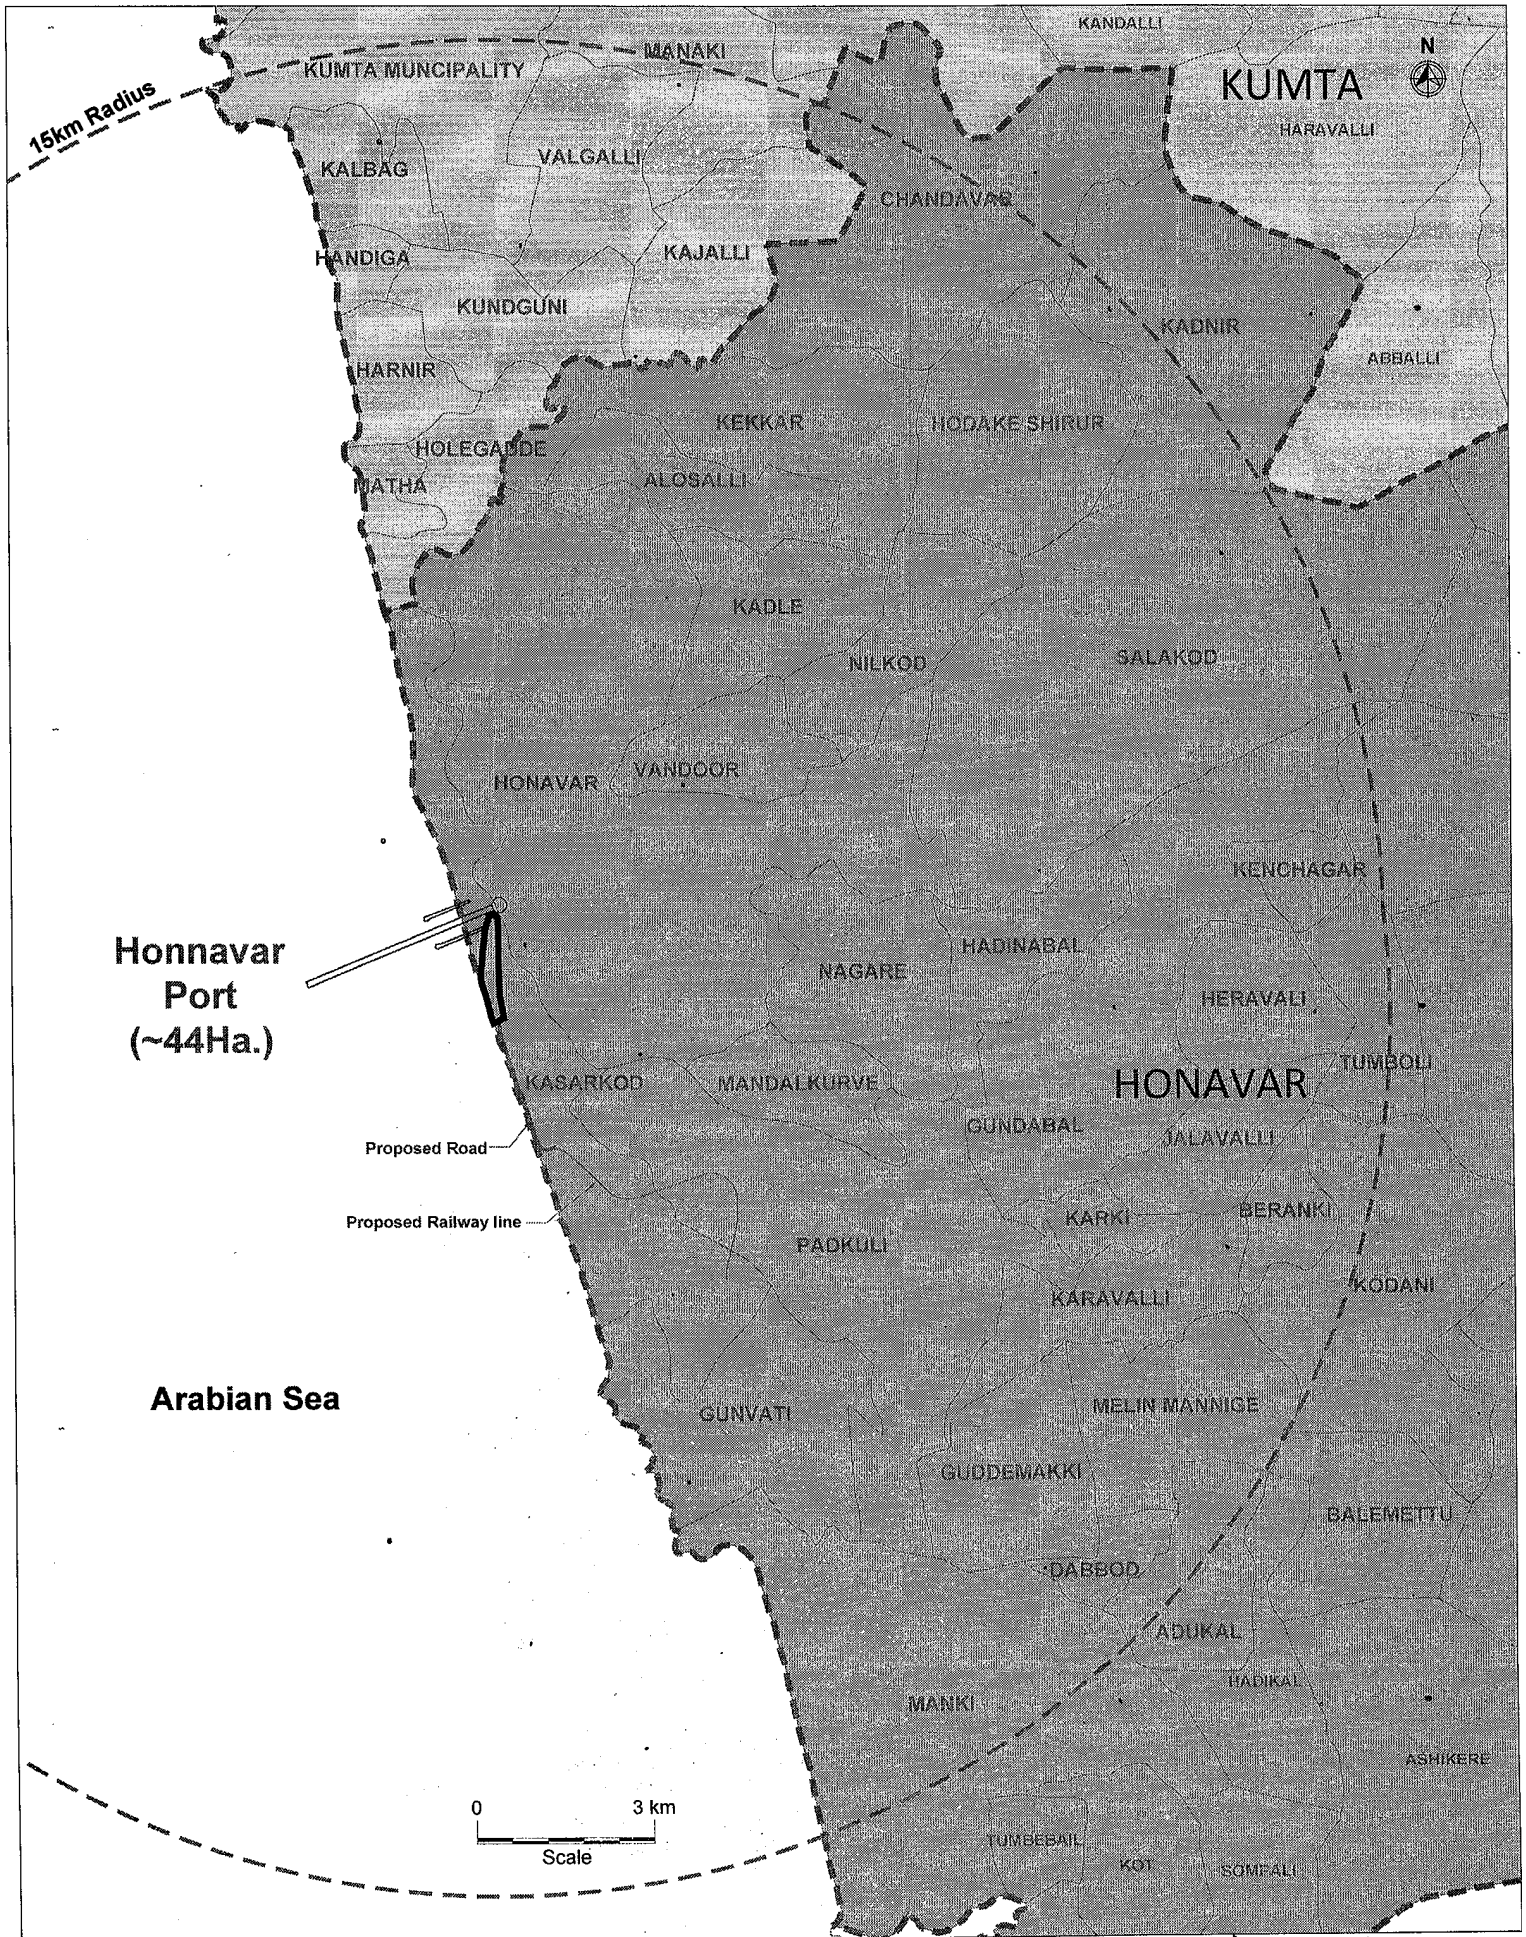 KANDALLI
N
MANAKI
KUMTA MUNCIPALITY
KUMTA
15km Radius
HARAVALLI
VALGALLI
KALBAG
CHANDAVAR
KAJALLI
HANDIGA
KUNDGUNI
KADNIR
ABBALLI
HARNIR
KEKKAR
HODAKE SHIRUR
HOLEGADDE
ALOSALLI
MATHA
KADLE
NILKOD
SALAKOD
VANDOOR
HONAVAR
KENCHAGAR
Honnavar
Port
(~44Ha.)
HADINABAL
NAGARE
HERAVALI
TUMBOLI
KASARKOD
MANDALKURVE
HONAVAR
GUNDABAL
JALAVALLI
Proposed Road
BERANKI
KARKI
Proposed Railway line
PADKULI
KODANI
KARAVALLI
Arabian Sea
MELIN MANNIGE
GUNVATI
GUDDEMAKKI
BALEMETTU
DABBOD
ADUKAL
HADIKAL
MANKI
ASHIKERE
0 3 km
Scale
TUMBEBAIL
KOT
SOMFALI